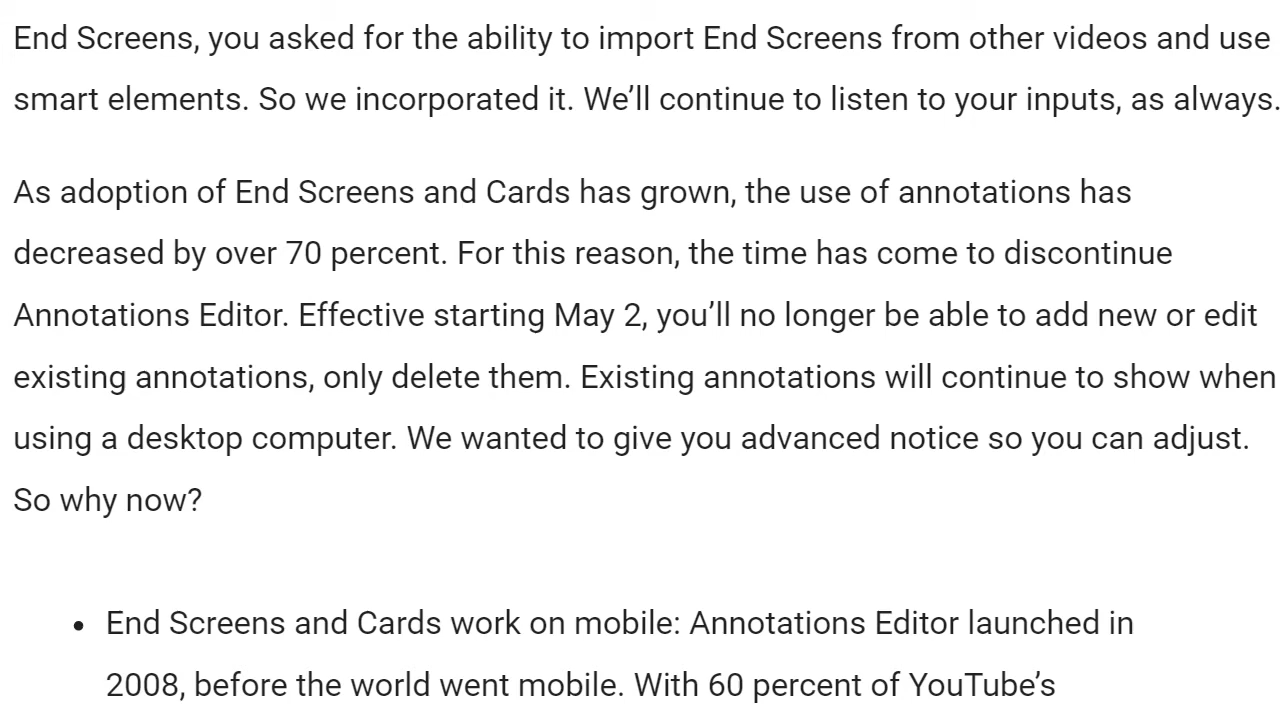 End Screens, you asked for the ability to import End Screens from other videos and use
smart elements. So we incorporated it. We’ll continue to listen to your inputs, as always.
As adoption of End Screens and Cards has grown, the use of annotations has
decreased by over 70 percent. For this reason, the time has come to discontinue
Annotations Editor. Effective starting May 2, you’ll no longer be able to add new or edit
existing annotations, only delete them. Existing annotations will continue to show when
using a desktop computer. We wanted to give you advanced notice so you can adjust.
So why now?
• End Screens and Cards work on mobile: Annotations Editor launched in
2008, before the world went mobile. With 60 percent of YouTube’s